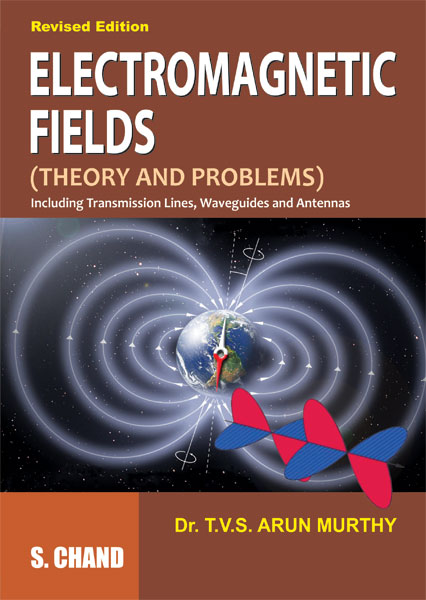 Revised Edition
ELECTROMAGNETIC
FIELDS
(THEORY AND PROBLEMS)
Including Transmission Lines, Waveguides and Antennas
Dr. T.V.S. ARUN MURTHY
S. CHAND